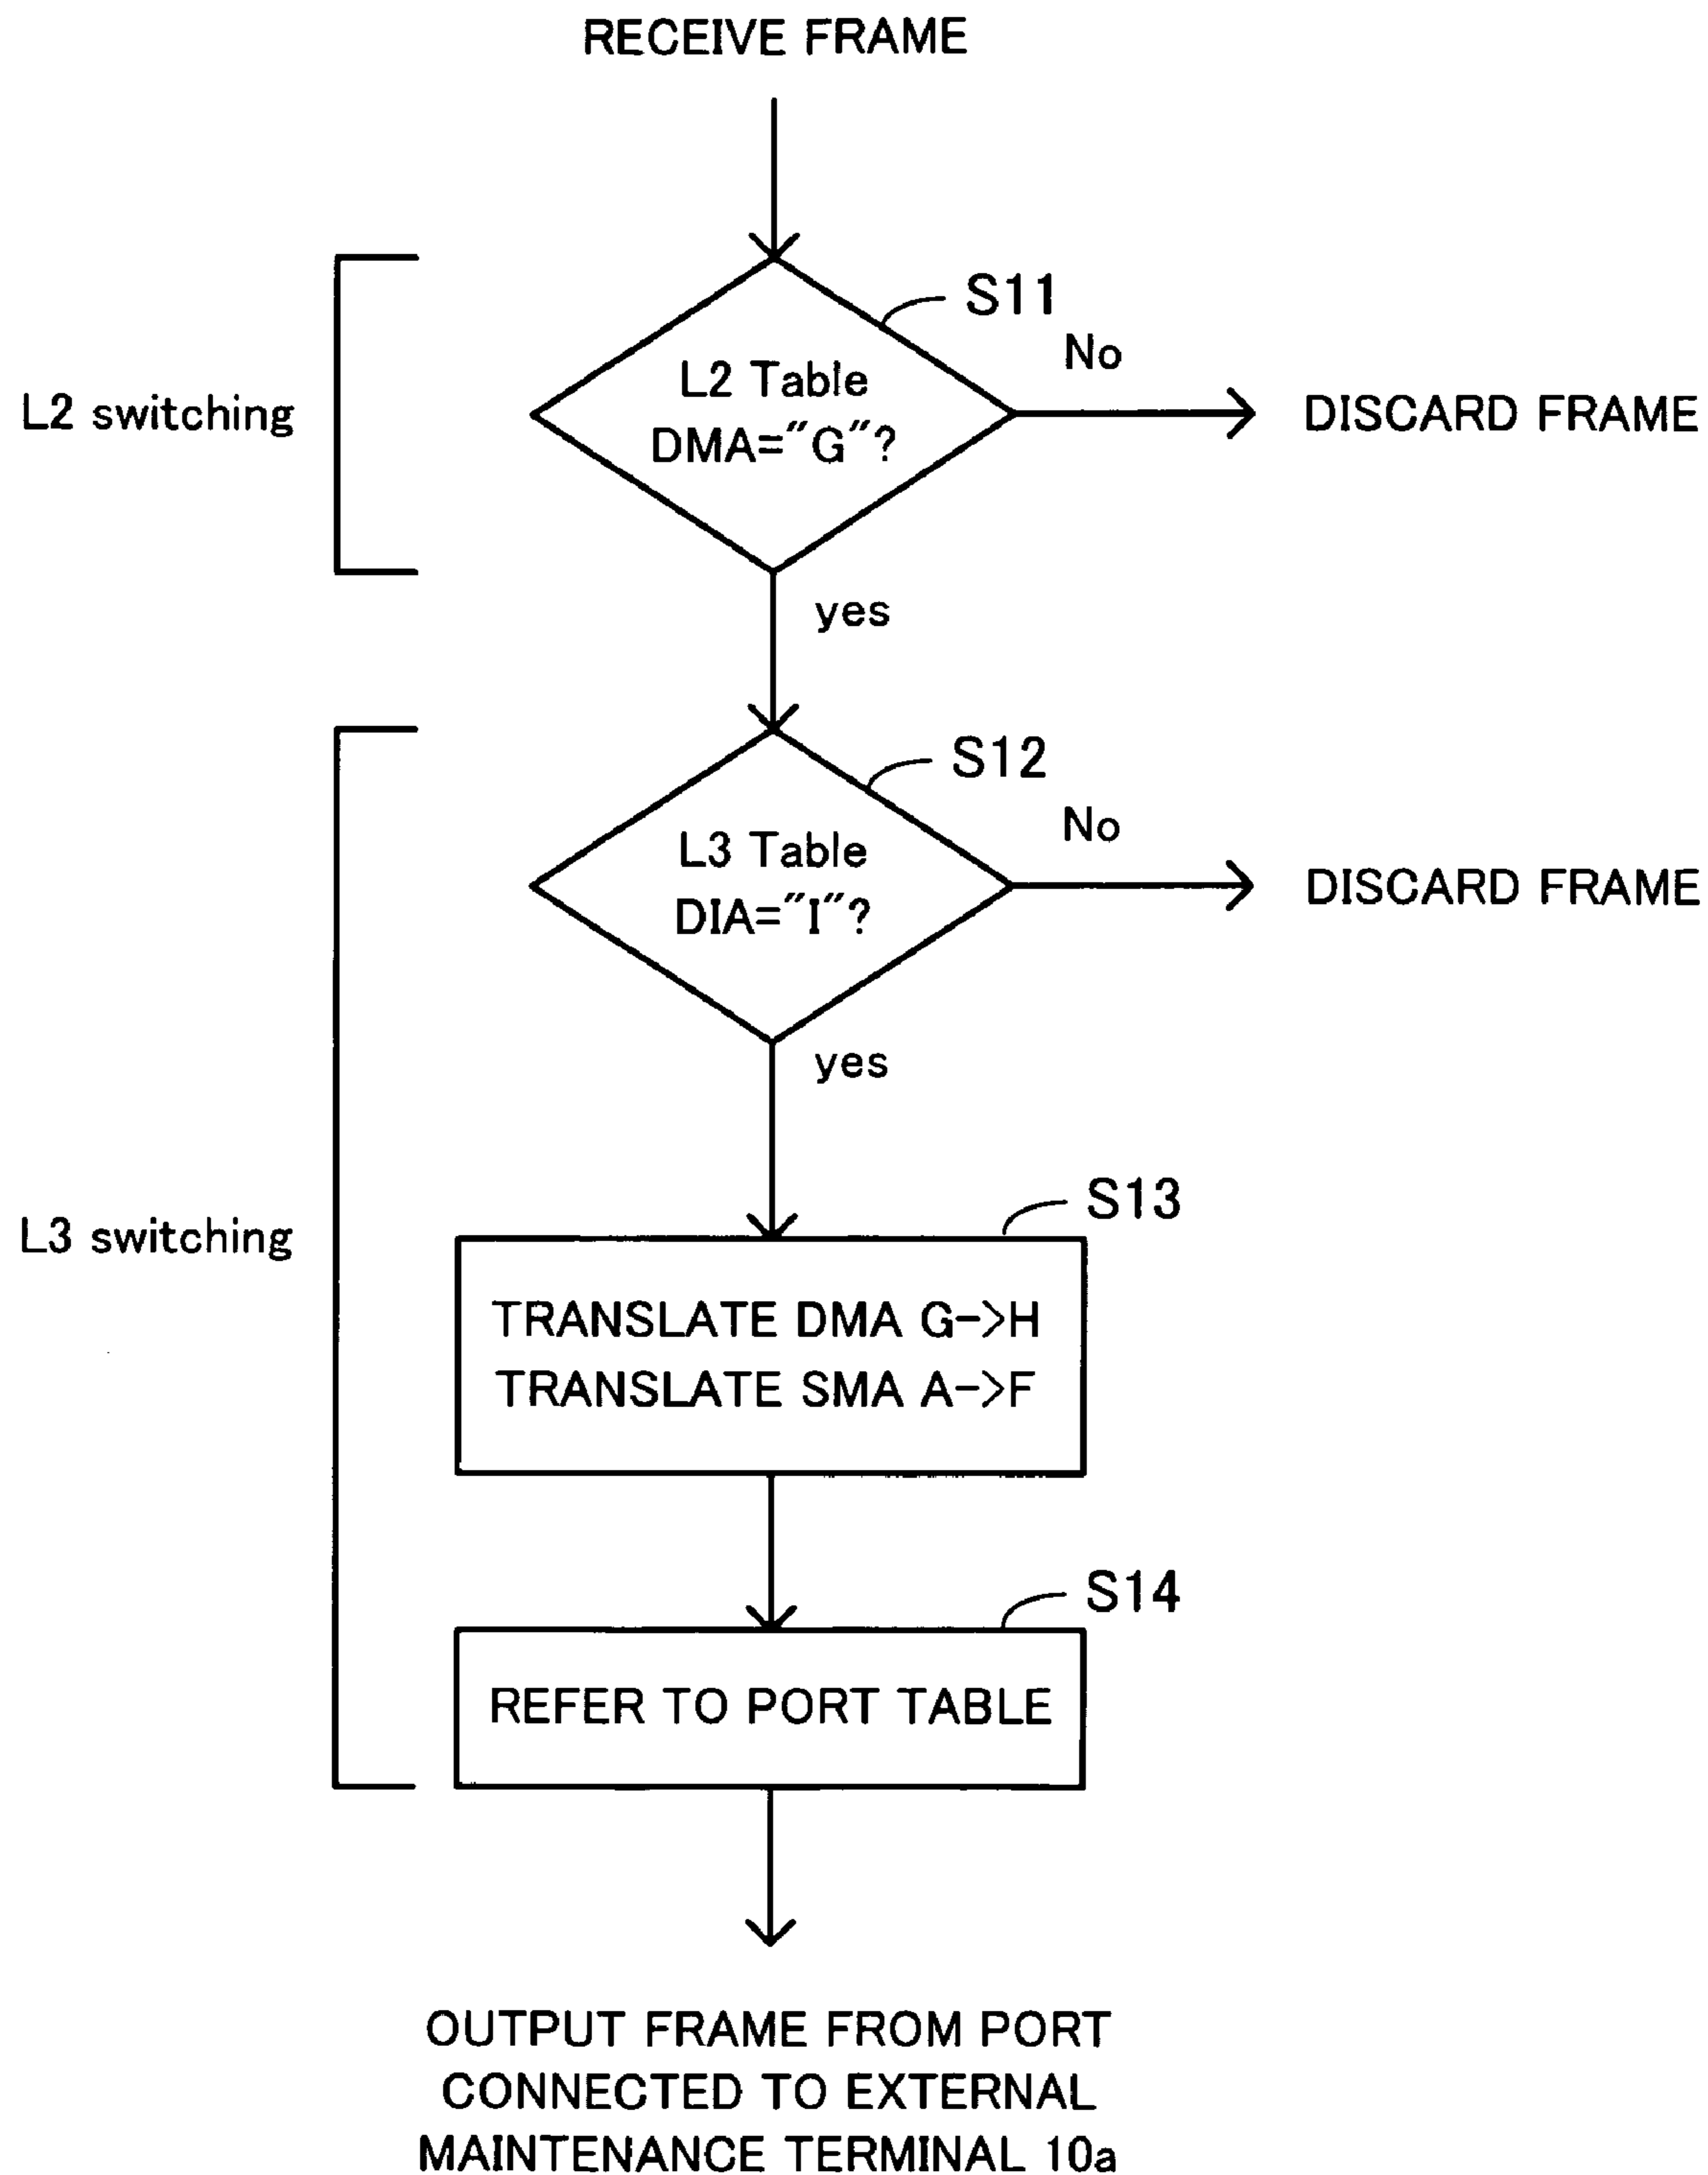 RECEIVE FRAME
S11
No
L2 Table
DMA="G"?
L2 switching
DISCARD FRAME
yes
S12
No
L3 Table
DIA="I"?
DISCARD FRAME
yes
L3 switching
S13
TRANSLATE DMA G->H
TRANSLATE SMA A->F
S14
REFER TO PORT TABLE
OUTPUT FRAME FROM PORT
CONNECTED TO EXTERNAL
MAINTENANCE TERMINAL 10a